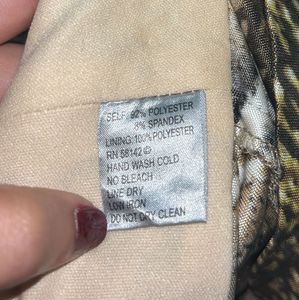 SELF: 92% POLYESTER
8% SPANDEX
LINING: 100% POLYESTER
RN 58142 ©
HAND WASH COLD
NO BLEACH
LINE DRY
LOW IRON
DO NOT DRY CLEAN